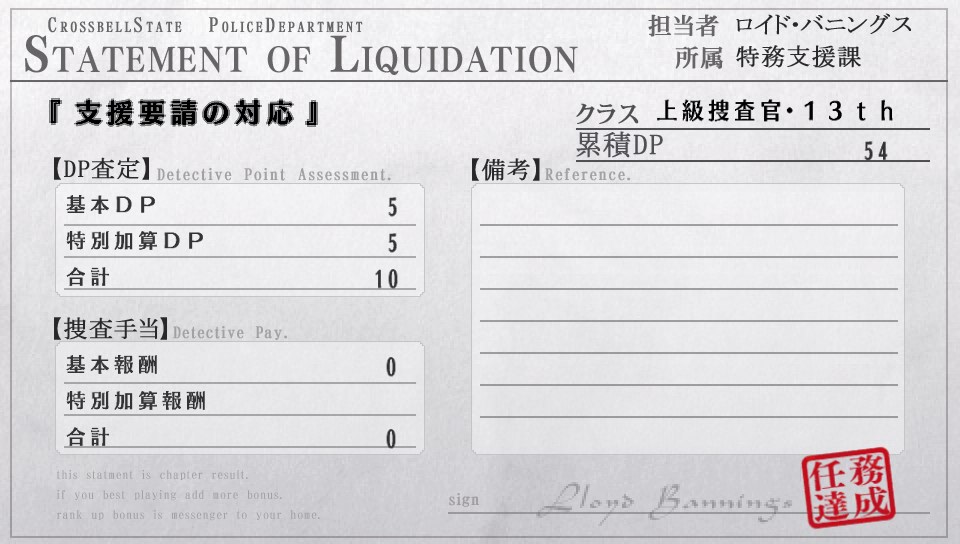 CrossbellState PoliceDepartment
Statement of Liquidation
担当者 ロイド・バニングス
所属 特務支援課
『支援要請の対応』
クラス 上級捜査官・13th
累積DP 54
【DP査定】Detective Point Assessment.
基本DP 5
特別加算DP 5
合計 10
【捜査手当】Detective Pay.
基本報酬 0
特別加算報酬
合計 0
【備考】Reference.
this statment is chapter result.
if you best playing add more bonus.
rank up bonus is messenger to your home.
sign Lloyd Bannings
任務
達成